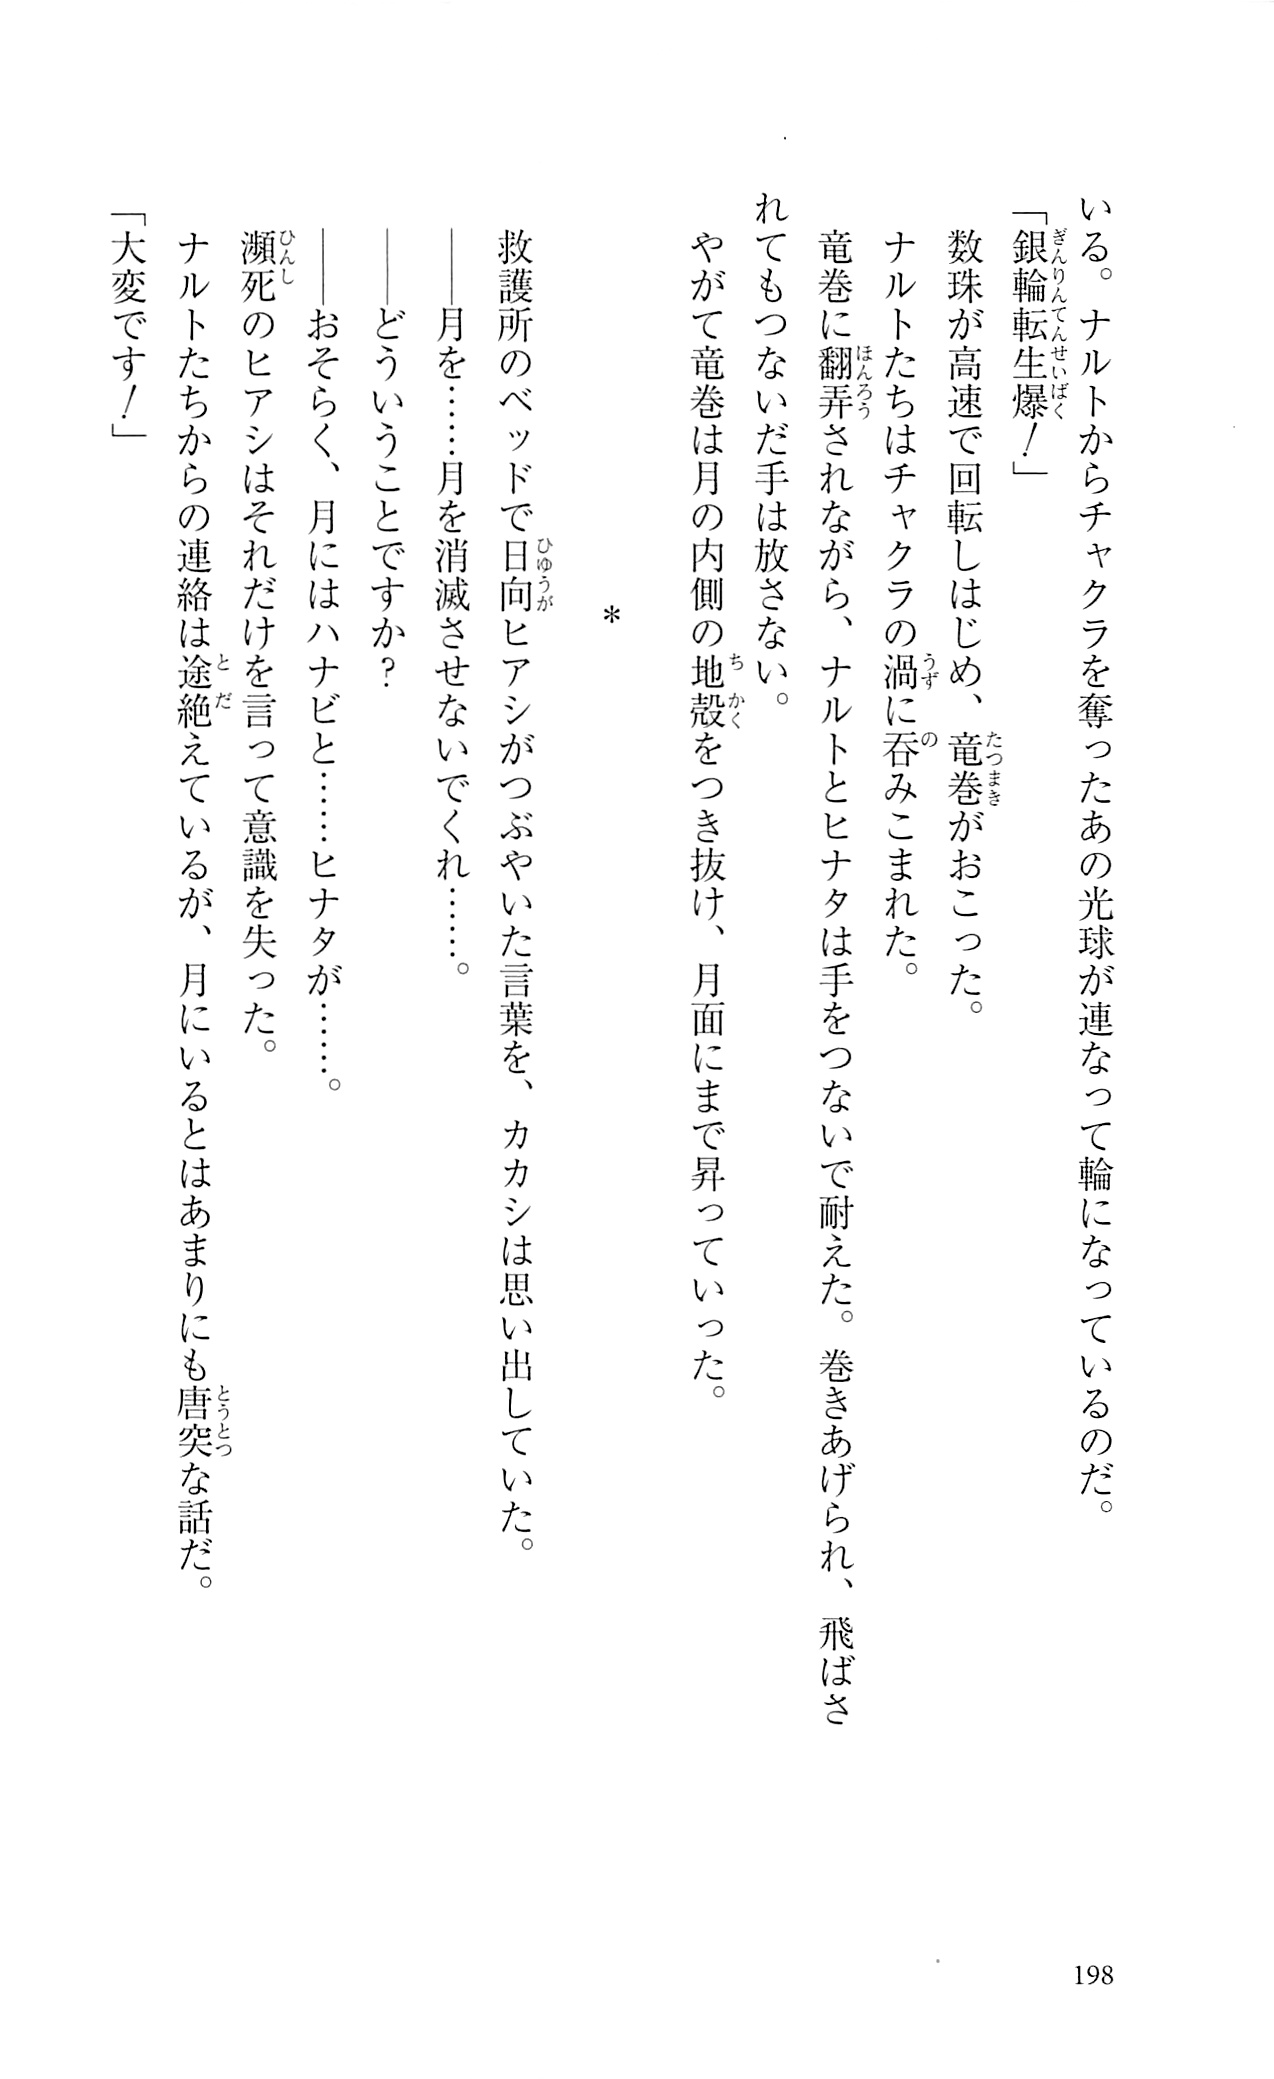 いる。ナルトからチャクラを奪ったあの光球が連なって輪になっているのだ。
「銀輪転生爆！」
数珠が高速で回転しはじめ、竜巻がおこった。
ナルトたちはチャクラの渦に呑みこまれた。
竜巻に翻弄されながら、ナルトとヒナタは手をつないで耐えた。巻きあげられ、飛ばさ
れてもつないだ手は放さない。
やがて竜巻は月の内側の地殻をつき抜け、月面にまで昇っていった。
＊
救護所のベッドで日向ヒアシがつぶやいた言葉を、カカシは思い出していた。
――月を……月を消滅させないでくれ……。
――どういうことですか？
――おそらく、月にはハナビと……ヒナタが……。
瀕死のヒアシはそれだけを言って意識を失った。
ナルトたちからの連絡は途絶えているが、月にいるとはあまりにも唐突な話だ。
「大変です！」
198